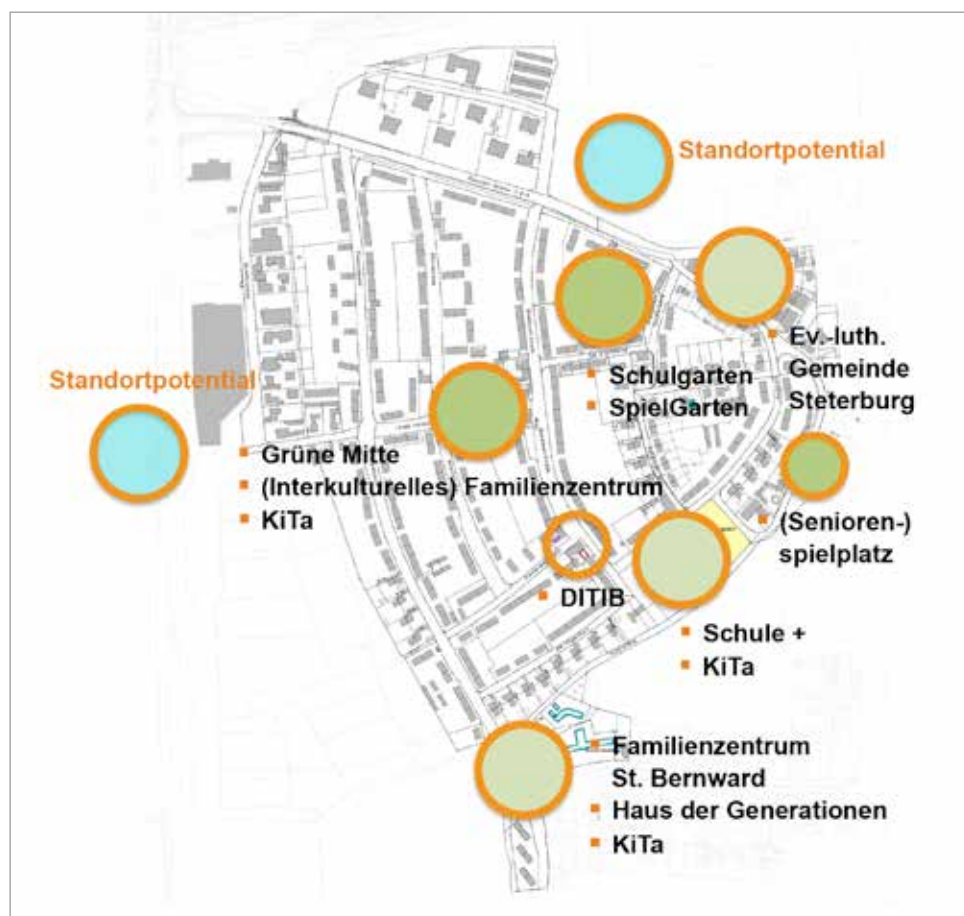 Standortpotential
Ev.-luth.
Gemeinde
Steterburg
Schulgarten
SpielGarten
Standortpotential
Grüne Mitte
(Interkulturelles) Familienzentrum
KiTa
(Senioren-)
spielplatz
DITIB
Schule +
KiTa
Familienzentrum
St. Bernward
Haus der Generationen
KiTa